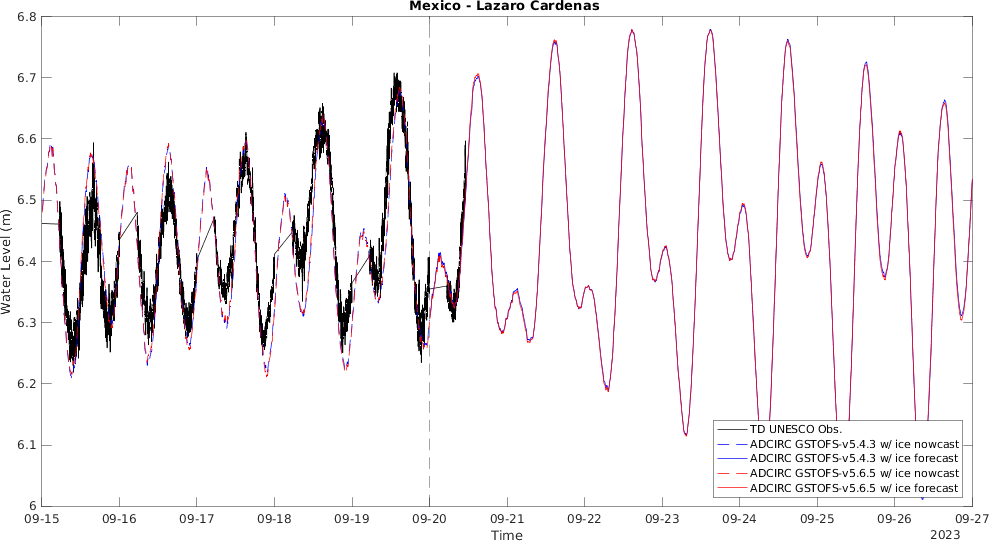 Mexico - Lazaro Cardenas
6.8
6.7
6.6
6.5
6.4
6.3
6.2
6.1
6
Water Level (m)
TD UNESCO Obs.
ADCIRC GSTOFS-v5.4.3 w/ ice nowcast
ADCIRC GSTOFS-v5.4.3 w/ ice forecast
ADCIRC GSTOFS-v5.6.5 w/ ice nowcast
ADCIRC GSTOFS-v5.6.5 w/ ice forecast
09-15 09-16 09-17 09-18 09-19 09-20 09-21 09-22 09-23 09-24 09-25 09-26 09-27
Time
2023